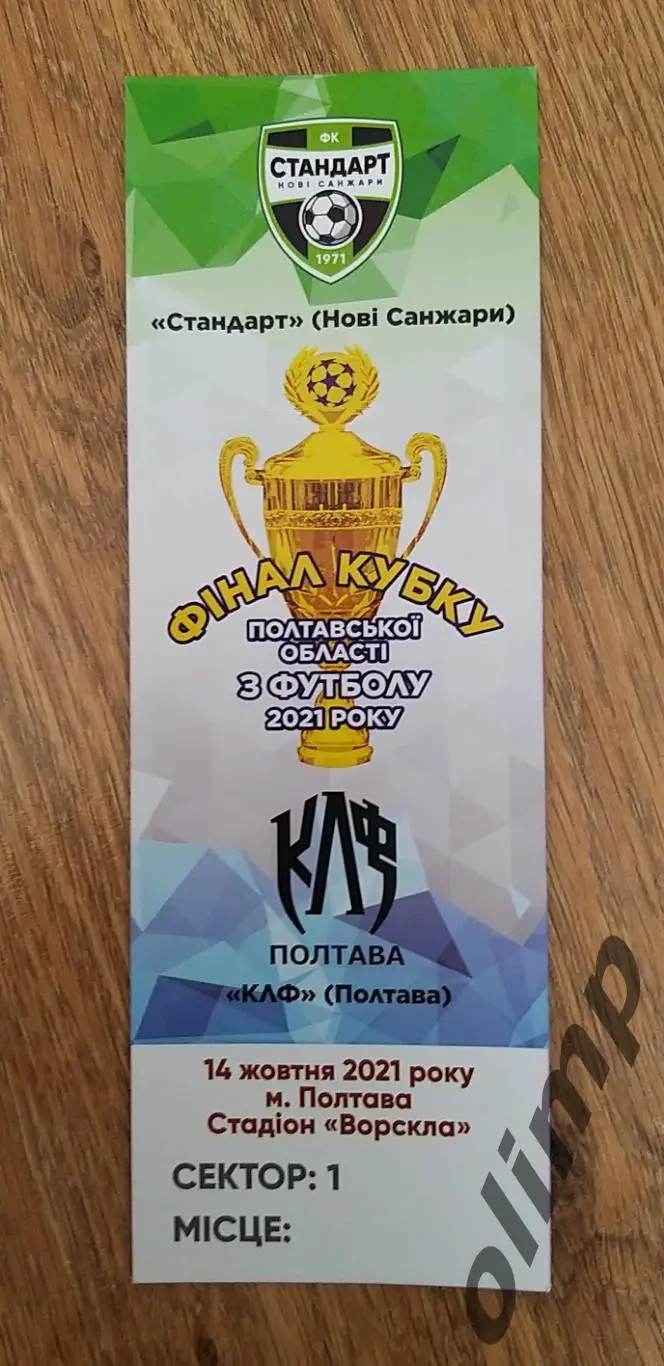 ФК
СТАНДАРТ
НОВІ САНЖАРИ
1971
«Стандарт» (Нові Санжари)
ФІНАЛ КУБКУ
ПОЛТАВСЬКОЇ
ОБЛАСТІ
З ФУТБОЛУ
2021 РОКУ
КЛФ
ПОЛТАВА
«КЛФ» (Полтава)
14 жовтня 2021 року
м. Полтава
Стадіон «Ворскла»
СЕКТОР: 1
МІСЦЕ:
olimp